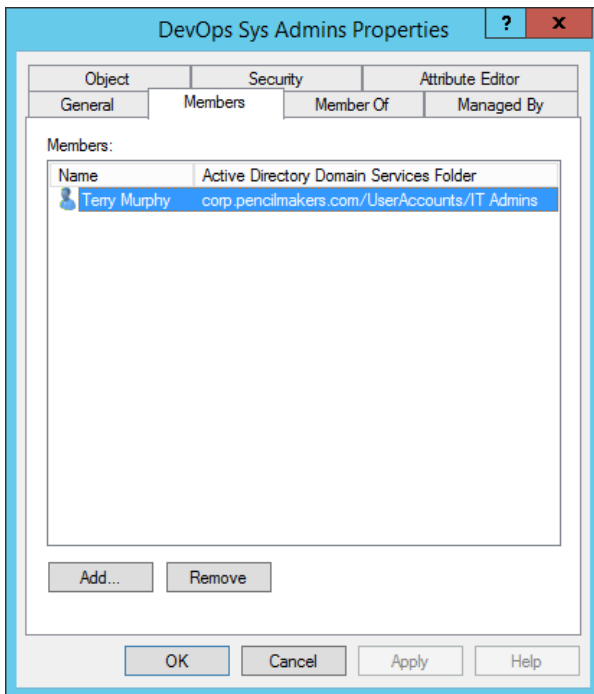 DevOps Sys Admins Properties ? x
Object Security Attribute Editor
General Members Member Of Managed By
Members:
Name Active Directory Domain Services Folder
Terry Murphy corp.pencilmakers.com/UserAccounts/IT Admins
Add... Remove
OK Cancel Apply Help